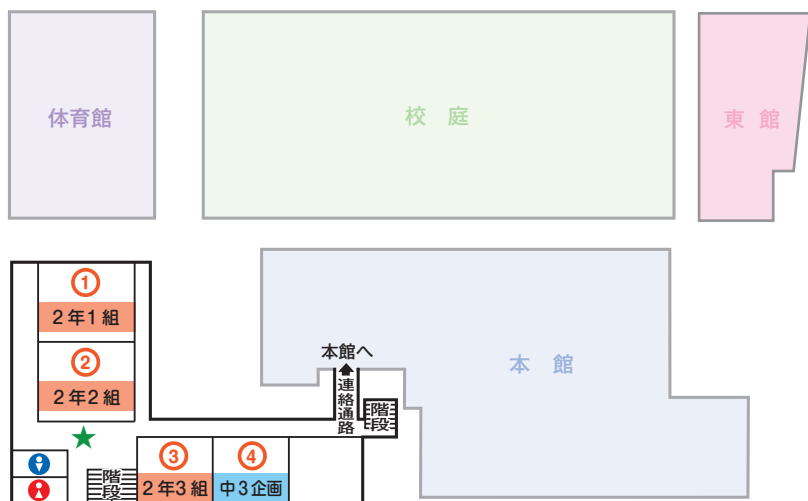 体育館
校庭
東館
①
2年1組
②
2年2組
本館へ
連絡通路
階段
本館
★
③
2年3組
④
中3企画
階段